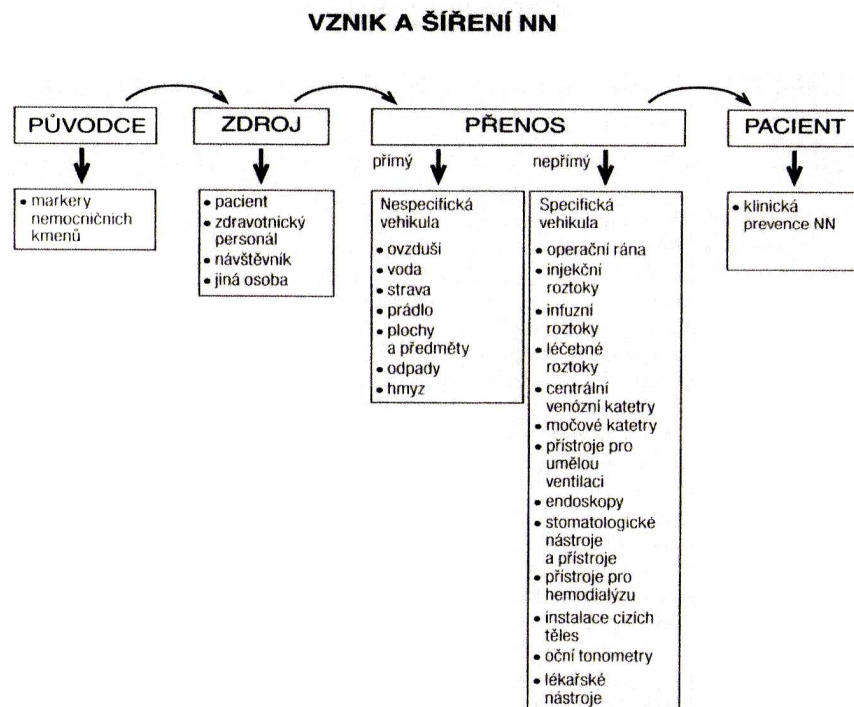 VZNIK A ŠÍŘENÍ NN
PŮVODCE
ZDROJ
PŘENOS
PACIENT
přímý
nepřímý
• markery
nemocničních
kmenů
• pacient
• zdravotnický
personál
• návštěvník
• jiná osoba
Nespecifická
vehikula
• ovzduší
• voda
• strava
• prádlo
• plochy
a předměty
• odpady
• hmyz
Specifická
vehikula
• operační rána
• injekční
roztoky
• infuzní
roztoky
• léčebné
roztoky
• centrální
venózní katetry
• močové katetry
• přístroje pro
umělou
ventilaci
• endoskopy
• stomatologické
nástroje
a přístroje
• přístroje pro
hemodialýzu
• instalace cizích
těles
• oční tonometry
• lékařské
nástroje
• klinická
prevence NN